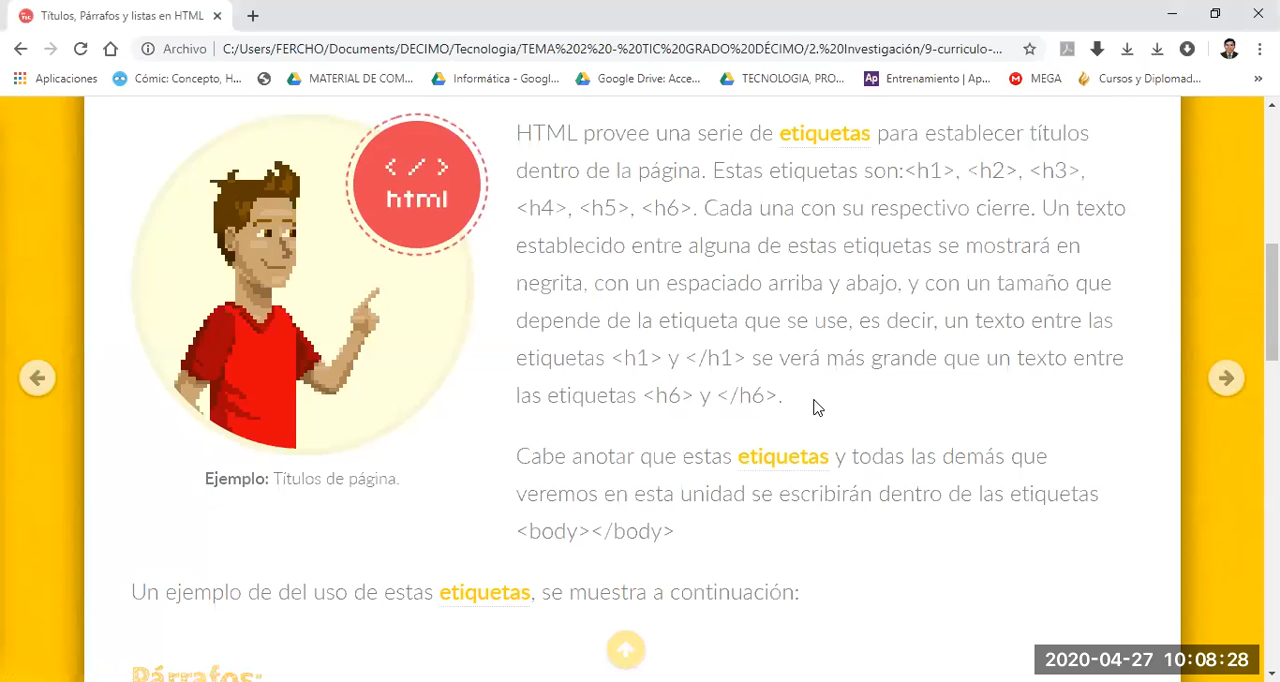 Títulos, Párrafos y listas en HTML
Archivo
C:/Users/FERCHO/Documents/DECIMO/Tecnologia/TEMA%202%20-%20TIC%20GRADO%20DÉCIMO/2.%20Investigación/9-curriculo-...
Aplicaciones
Cómic: Concepto, H...
MATERIAL DE COM...
Informática - Googl...
Google Drive: Acce...
TECNOLOGIA, PRO...
Ap
Entrenamiento | Ap...
MEGA
Cursos y Diplomad...
»
</>
html
HTML provee una serie de etiquetas para establecer títulos
dentro de la página. Estas etiquetas son:<h1>, <h2>, <h3>,
<h4>, <h5>, <h6>. Cada una con su respectivo cierre. Un texto
establecido entre alguna de estas etiquetas se mostrará en
negrita, con un espaciado arriba y abajo, y con un tamaño que
depende de la etiqueta que se use, es decir, un texto entre las
etiquetas <h1> y </h1> se verá más grande que un texto entre
las etiquetas <h6> y </h6>.
Ejemplo: Títulos de página.
Cabe anotar que estas etiquetas y todas las demás que
veremos en esta unidad se escribirán dentro de las etiquetas
<body></body>
Un ejemplo de del uso de estas etiquetas, se muestra a continuación:
Párrafos:
2020-04-27 10:08:28